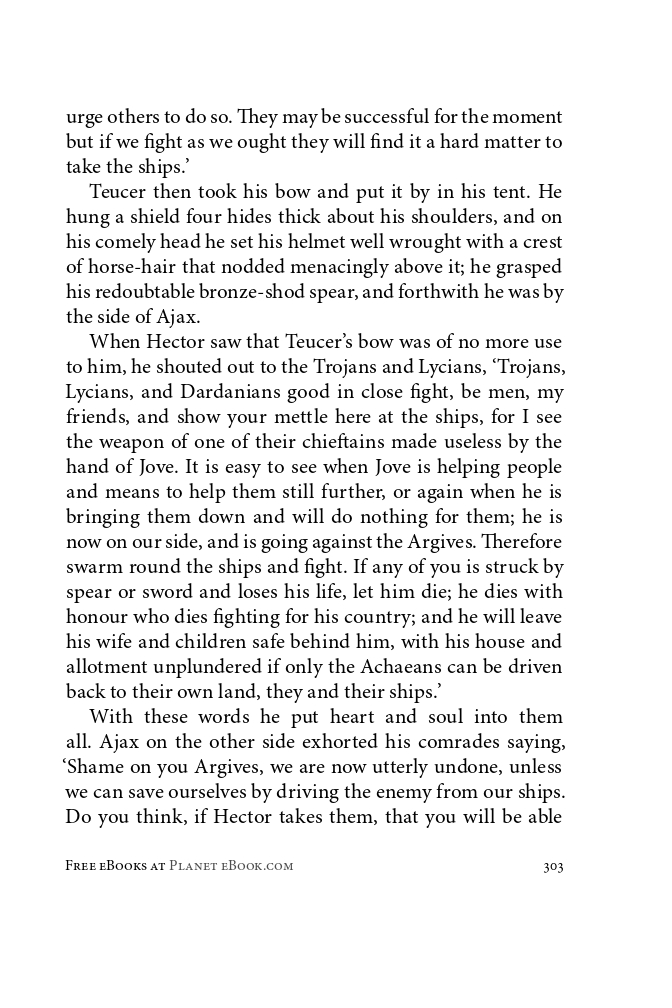 urge others to do so. They may be successful for the moment
but if we fight as we ought they will find it a hard matter to
take the ships.’
Teucer then took his bow and put it by in his tent. He
hung a shield four hides thick about his shoulders, and on
his comely head he set his helmet well wrought with a crest
of horse-hair that nodded menacingly above it; he grasped
his redoubtable bronze-shod spear, and forthwith he was by
the side of Ajax.
When Hector saw that Teucer’s bow was of no more use
to him, he shouted out to the Trojans and Lycians, ‘Trojans,
Lycians, and Dardanians good in close fight, be men, my
friends, and show your mettle here at the ships, for I see
the weapon of one of their chieftains made useless by the
hand of Jove. It is easy to see when Jove is helping people
and means to help them still further, or again when he is
bringing them down and will do nothing for them; he is
now on our side, and is going against the Argives. Therefore
swarm round the ships and fight. If any of you is struck by
spear or sword and loses his life, let him die; he dies with
honour who dies fighting for his country; and he will leave
his wife and children safe behind him, with his house and
allotment unplundered if only the Achaeans can be driven
back to their own land, they and their ships.’
With these words he put heart and soul into them
all. Ajax on the other side exhorted his comrades saying,
‘Shame on you Argives, we are now utterly undone, unless
we can save ourselves by driving the enemy from our ships.
Do you think, if Hector takes them, that you will be able
Free eBooks at Planet eBook.com 303